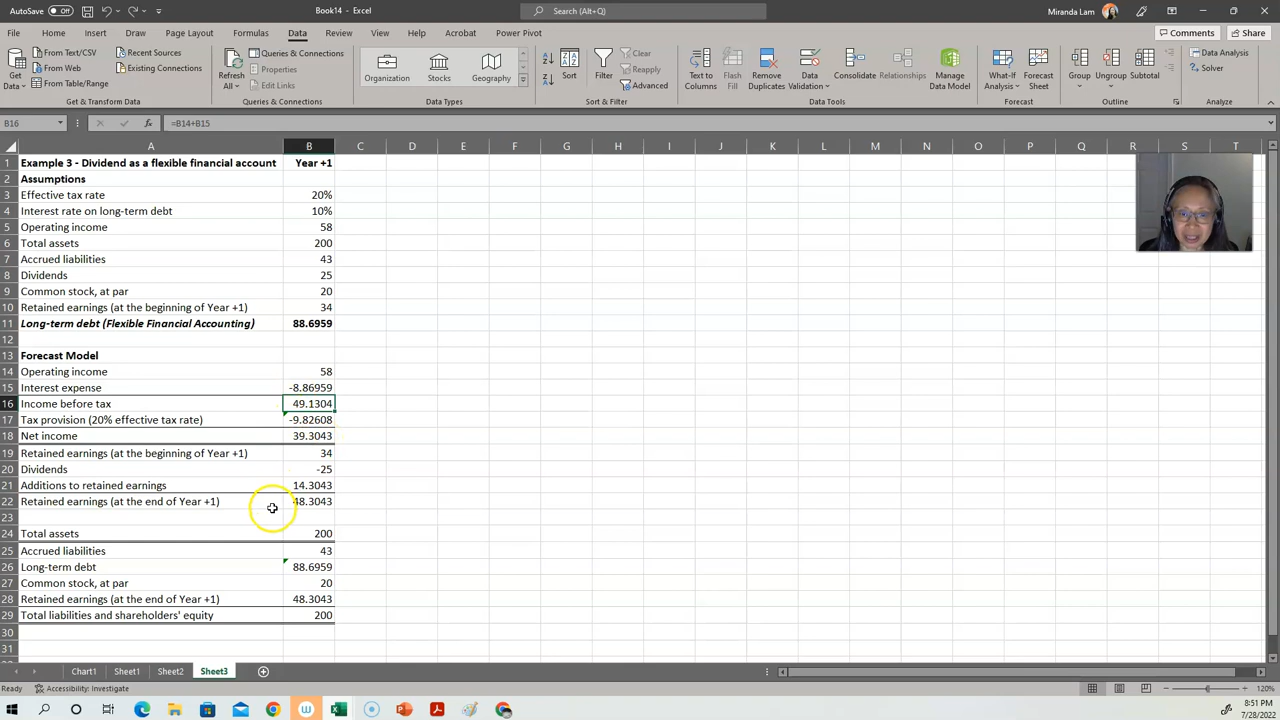 AutoSave Off Book14 - Excel Search (Alt+Q) Miranda Lam
File Home Insert Draw Page Layout Formulas Data Review View Help Acrobat Power Pivot Comments Share
Get Data From Text/CSV Recent Sources
From Web Existing Connections
From Table/Range
Get & Transform Data
Refresh All Queries & Connections
Properties
Edit Links
Queries & Connections
Organization Stocks Geography
Data Types
Sort Filter Clear
Reapply
Advanced
Sort & Filter
Text to Columns Flash Fill Remove Duplicates Data Validation Consolidate Relationships Manage Data Model
Data Tools
What-If Analysis Forecast Sheet
Forecast
Group Ungroup Subtotal
Outline
Data Analysis
Solver
Analyze
B16 =B14+B15
A B C D E F G H I J K L M N O P Q R S T
1 Example 3 - Dividend as a flexible financial account Year +1
2 Assumptions
3 Effective tax rate 20%
4 Interest rate on long-term debt 10%
5 Operating income 58
6 Total assets 200
7 Accrued liabilities 43
8 Dividends 25
9 Common stock, at par 20
10 Retained earnings (at the beginning of Year +1) 34
11 Long-term debt (Flexible Financial Accounting) 88.6959
12
13 Forecast Model
14 Operating income 58
15 Interest expense -8.86959
16 Income before tax 49.1304
17 Tax provision (20% effective tax rate) -9.82608
18 Net income 39.3043
19 Retained earnings (at the beginning of Year +1) 34
20 Dividends -25
21 Additions to retained earnings 14.3043
22 Retained earnings (at the end of Year +1) 48.3043
23
24 Total assets 200
25 Accrued liabilities 43
26 Long-term debt 88.6959
27 Common stock, at par 20
28 Retained earnings (at the end of Year +1) 48.3043
29 Total liabilities and shareholders' equity 200
30
31
Chart1 Sheet1 Sheet2 Sheet3
Ready Accessibility: Investigate 120%
8:51 PM
7/28/2022